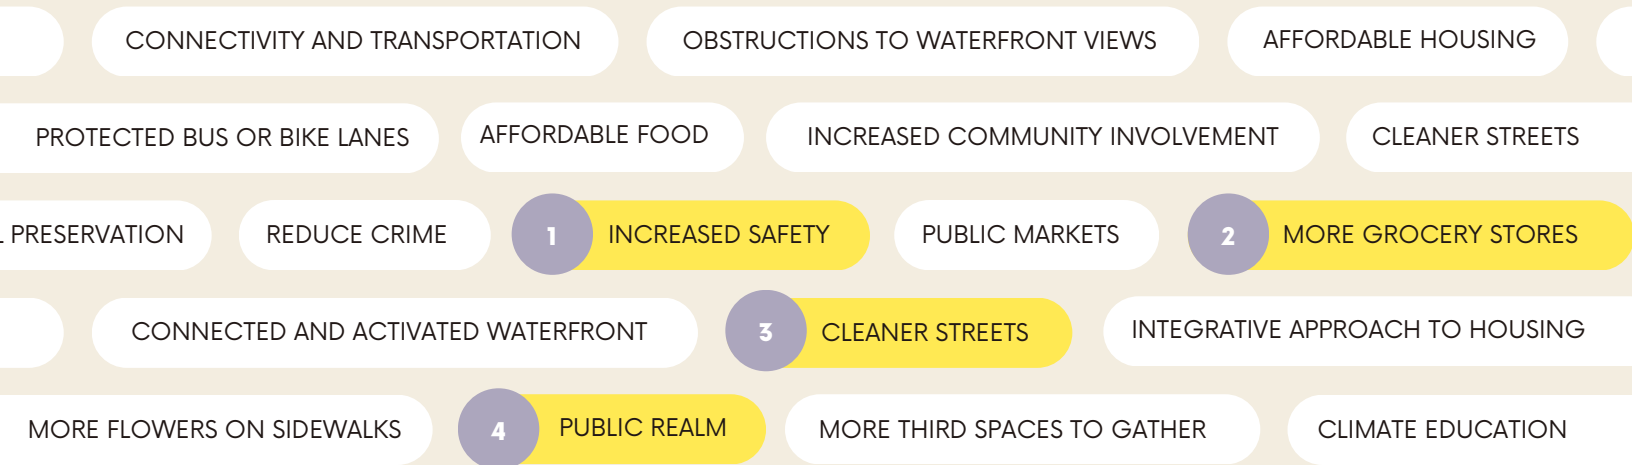 CONNECTIVITY AND TRANSPORTATION OBSTRUCTIONS TO WATERFRONT VIEWS AFFORDABLE HOUSING
PROTECTED BUS OR BIKE LANES AFFORDABLE FOOD INCREASED COMMUNITY INVOLVEMENT CLEANER STREETS
PRESERVATION REDUCE CRIME 1 INCREASED SAFETY PUBLIC MARKETS 2 MORE GROCERY STORES
CONNECTED AND ACTIVATED WATERFRONT 3 CLEANER STREETS INTEGRATIVE APPROACH TO HOUSING
MORE FLOWERS ON SIDEWALKS 4 PUBLIC REALM MORE THIRD SPACES TO GATHER CLIMATE EDUCATION